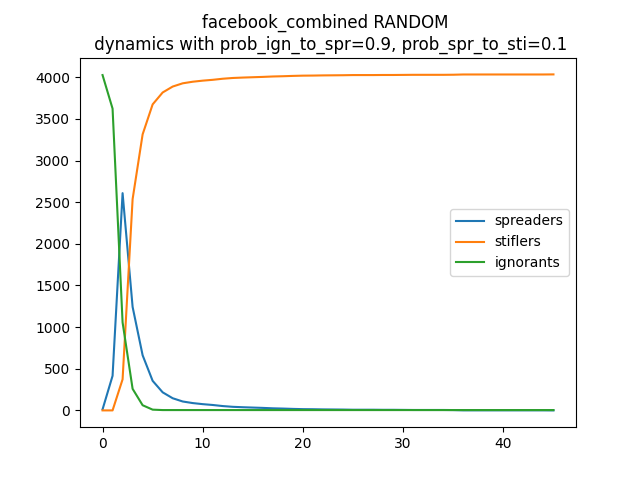 facebook_combined RANDOM
dynamics with prob_ign_to_spr=0.9, prob_spr_to_sti=0.1
4000
3500
3000
2500
2000
1500
1000
500
0
spreaders
stiflers
ignorants
0 10 20 30 40